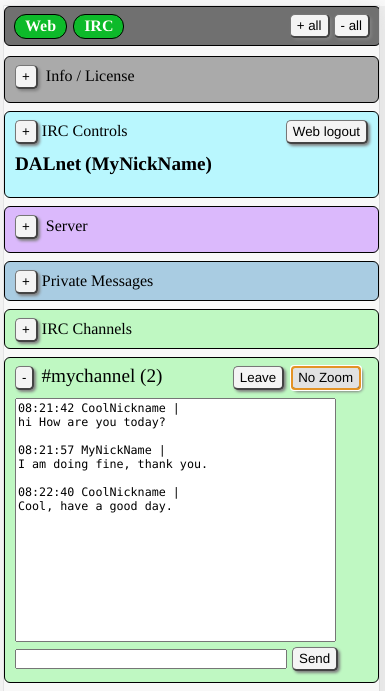 Web IRC + all - all
+ Info / License
+ IRC Controls Web logout
DALnet (MyNickName)
+ Server
+ Private Messages
+ IRC Channels
- #mychannel (2) Leave No Zoom
08:21:42 CoolNickname |
hi How are you today?
08:21:57 MyNickName |
I am doing fine, thank you.
08:22:40 CoolNickname |
Cool, have a good day.
Send